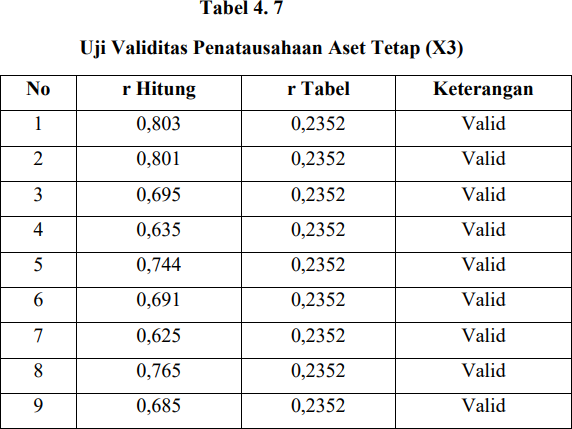 Tabel 4. 7
Uji Validitas Penatausahaan Aset Tetap (X3)
No r Hitung r Tabel Keterangan
1 0,803 0,2352 Valid
2 0,801 0,2352 Valid
3 0,695 0,2352 Valid
4 0,635 0,2352 Valid
5 0,744 0,2352 Valid
6 0,691 0,2352 Valid
7 0,625 0,2352 Valid
8 0,765 0,2352 Valid
9 0,685 0,2352 Valid